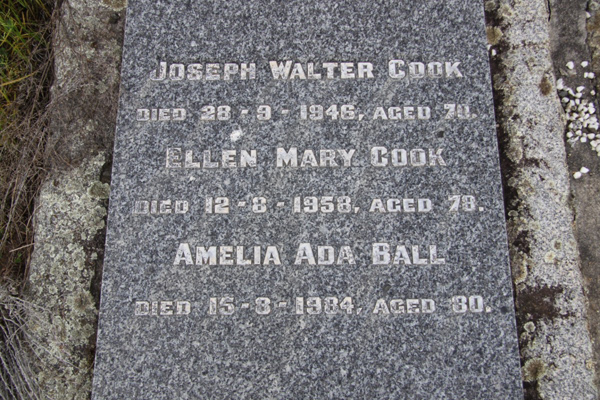 JOSEPH WALTER COOK
DIED 28-9-1946, AGED 70.
ELLEN MARY COOK
DIED 12-8-1958, AGED 78.
AMELIA ADA BALL
DIED 15-8-1984, AGED 80.